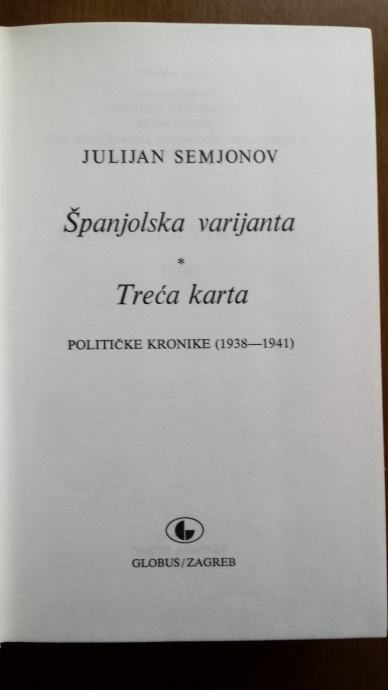 JULIJAN SEMJONOV
Španjolska varijanta
*
Treća karta
POLITIČKE KRONIKE (1938—1941)
GLOBUS/ZAGREB